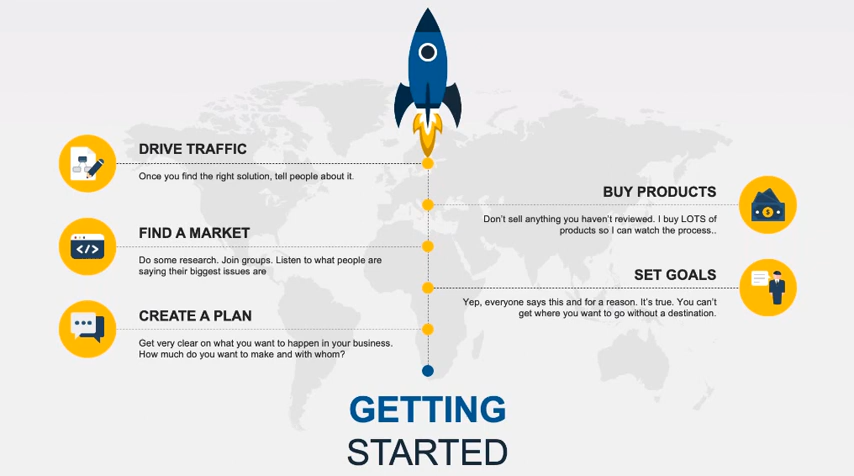 DRIVE TRAFFIC
Once you find the right solution, tell people about it.
BUY PRODUCTS
Don't sell anything you haven't reviewed. I buy LOTS of
products so I can watch the process..
FIND A MARKET
Do some research. Join groups. Listen to what people are
saying their biggest issues are
SET GOALS
Yep, everyone says this and for a reason. It's true. You can't
get where you want to go without a destination.
CREATE A PLAN
Get very clear on what you want to happen in your business.
How much do you want to make and with whom?
GETTING
STARTED